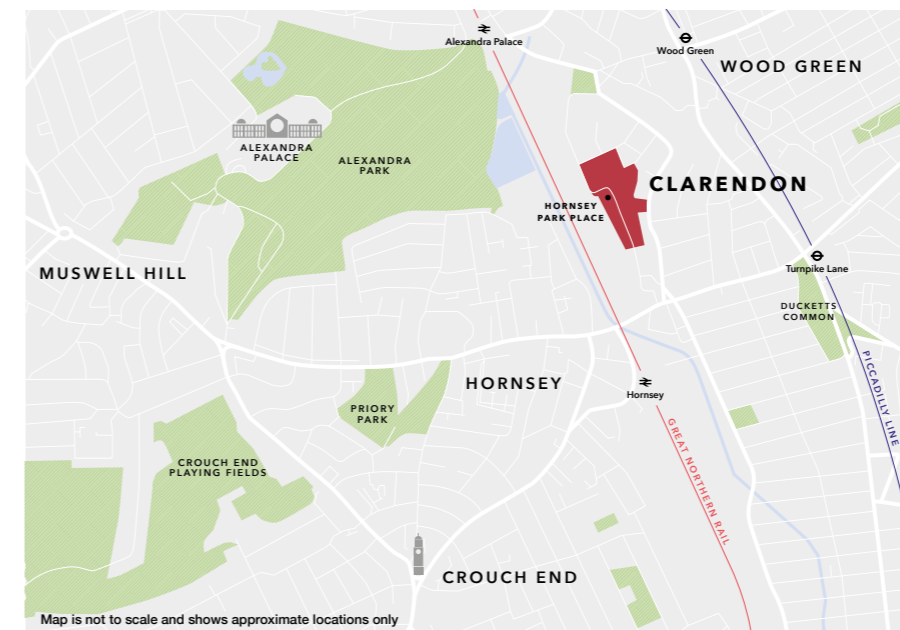 Alexandra Palace
Wood Green
WOOD GREEN
ALEXANDRA
PALACE
ALEXANDRA
PARK
CLARENDON
HORNSEY
PARK PLACE
MUSWELL HILL
Turnpike Lane
DUCKETTS
COMMON
PICCADILLY LINE
HORNSEY
Hornsey
PRIORY
PARK
GREAT NORTHERN RAIL
CROUCH END
PLAYING FIELDS
CROUCH END
Map is not to scale and shows approximate locations only